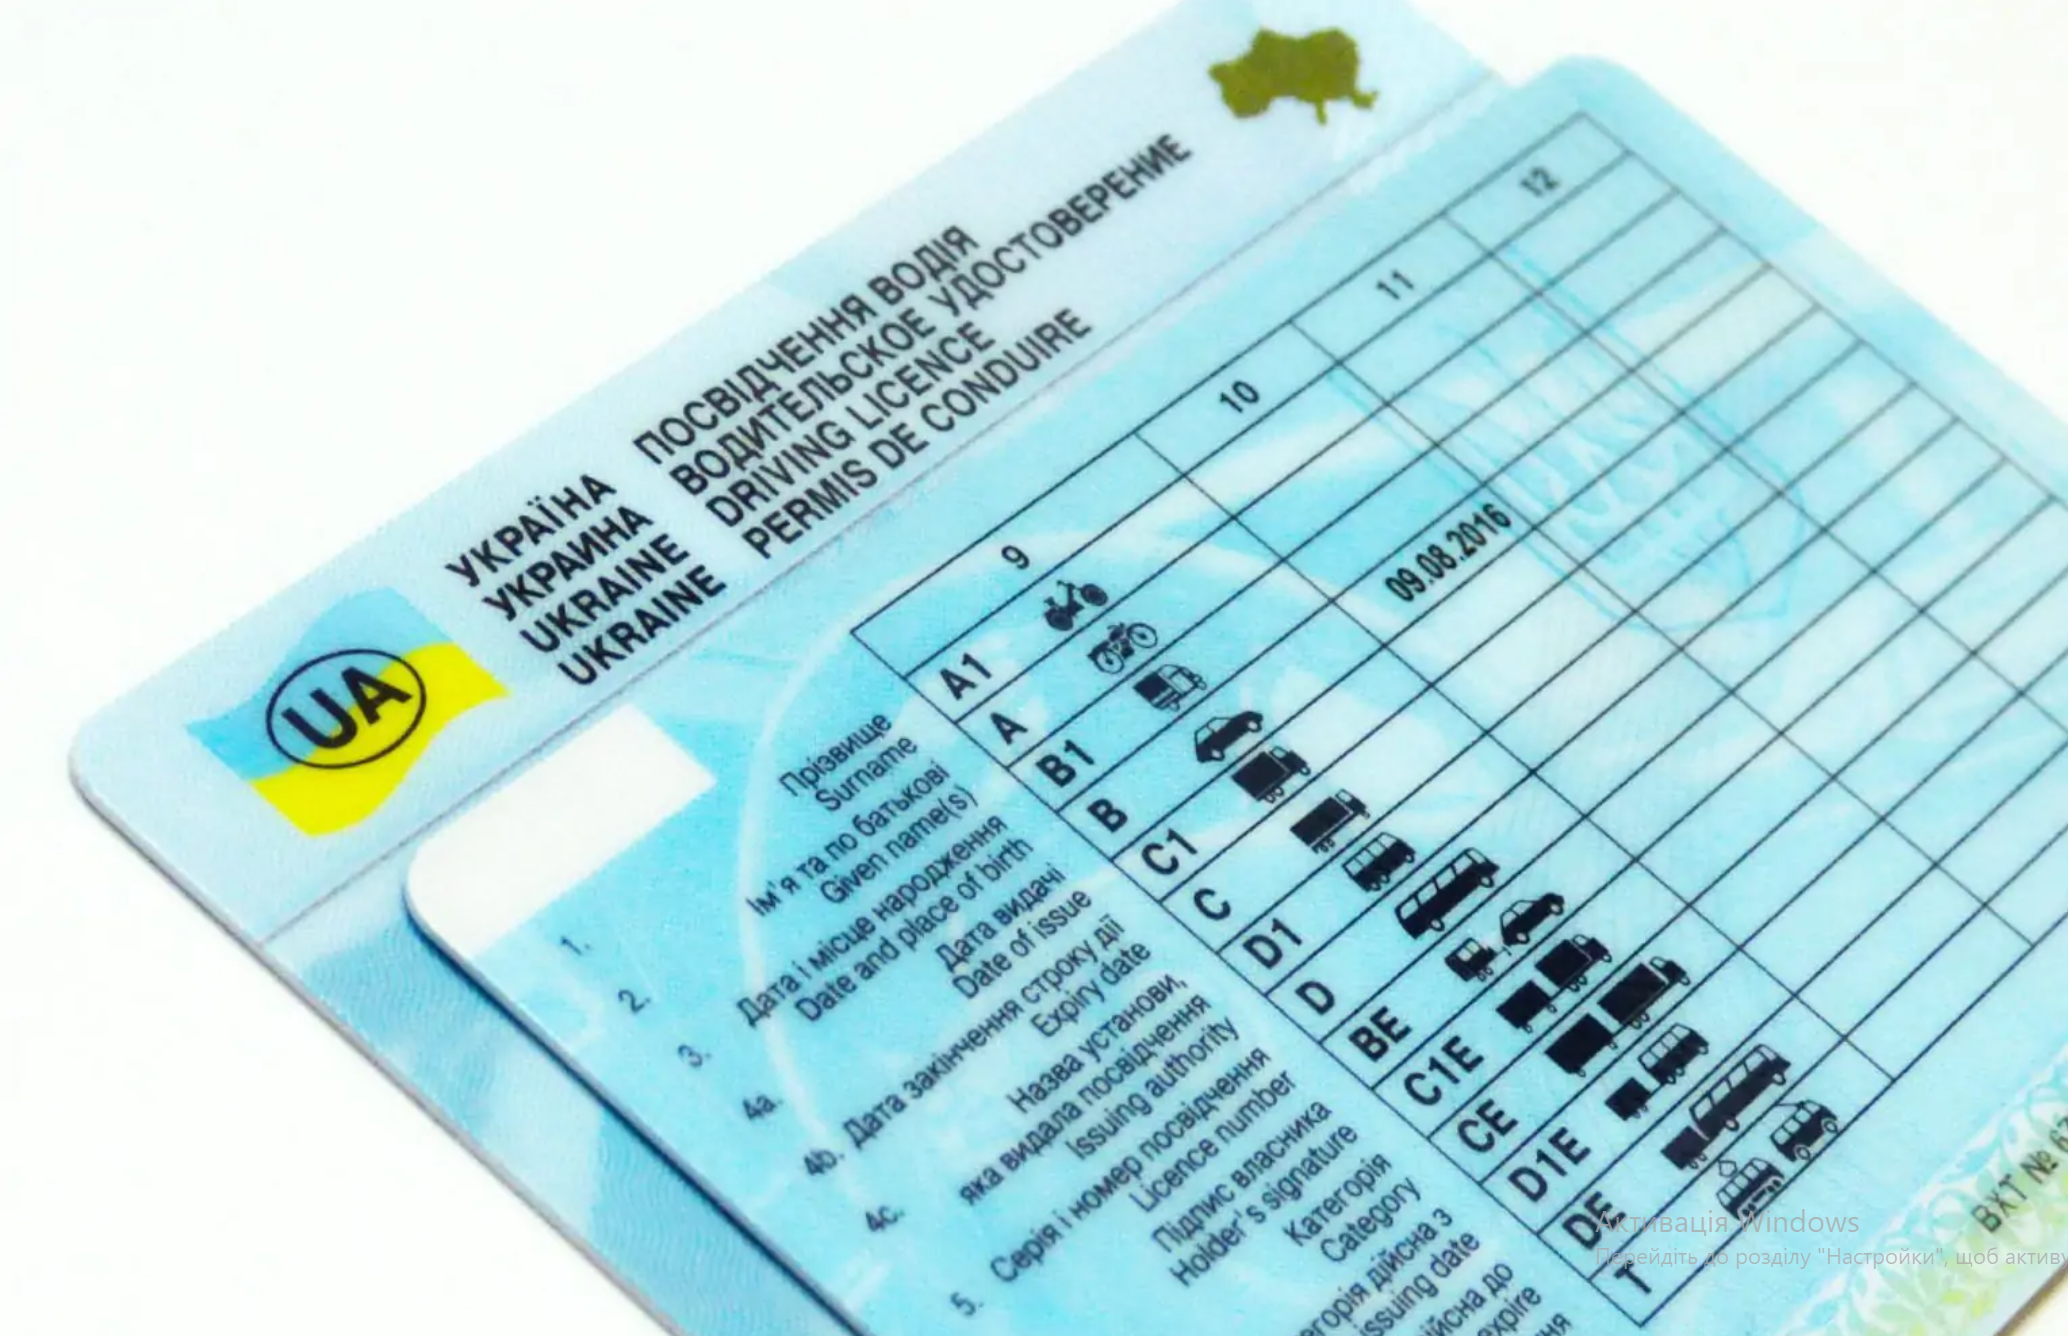 УКРАЇНА
УКРАИНА
UKRAINE
UKRAINE
ПОСВІДЧЕННЯ ВОДІЯ
ВОДИТЕЛЬСКОЕ УДОСТОВЕРЕНИЕ
DRIVING LICENCE
PERMIS DE CONDUIRE
UA
1. Прізвище
Surname
2. Ім'я та по батькові
Given name(s)
3. Дата і місце народження
Date and place of birth
4a. Дата видачі
Date of issue
4b. Дата закінчення строку дії
Expiry date
4c. Назва установи,
яка видала посвідчення
Issuing authority
5. Серія і номер посвідчення
Licence number
Підпис власника
Holder's signature
Категорія
Category
дійсна з
issuing date
до
expire
9 10 11 12
A1
A
B1
B 09.08.2016
C1
C
D1
D
BE
C1E
CE
D1E
DE
T
ВХТ №
Активація Windows
Перейдіть до розділу "Настройки", щоб